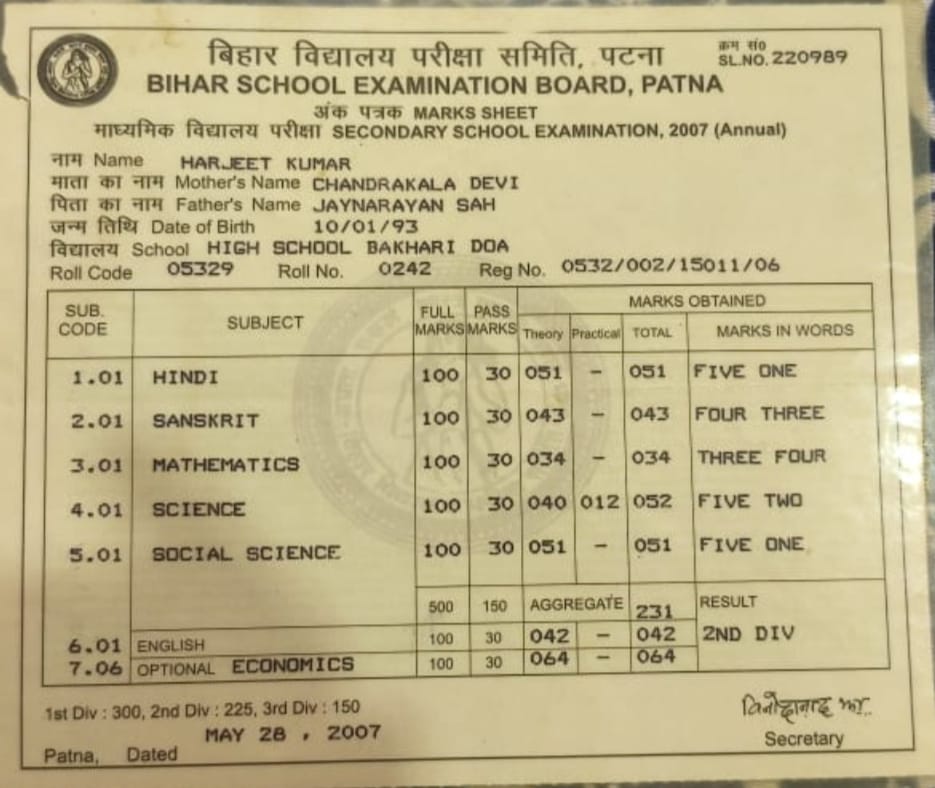 बिहार विद्यालय परीक्षा समिति, पटना
क्रम सं०
SL.NO. 220989
BIHAR SCHOOL EXAMINATION BOARD, PATNA
अंक पत्रक MARKS SHEET
माध्यमिक विद्यालय परीक्षा SECONDARY SCHOOL EXAMINATION, 2007 (Annual)
नाम Name HARJEET KUMAR
माता का नाम Mother's Name CHANDRAKALA DEVI
पिता का नाम Father's Name JAYNARAYAN SAH
जन्म तिथि Date of Birth 10/01/93
विद्यालय School HIGH SCHOOL BAKHARI DOA
Roll Code 05329 Roll No. 0242 Reg No. 0532/002/15011/06
SUB. CODE SUBJECT FULL MARKS PASS MARKS MARKS OBTAINED
Theory Practical TOTAL MARKS IN WORDS
1.01 HINDI 100 30 051 - 051 FIVE ONE
2.01 SANSKRIT 100 30 043 - 043 FOUR THREE
3.01 MATHEMATICS 100 30 034 - 034 THREE FOUR
4.01 SCIENCE 100 30 040 012 052 FIVE TWO
5.01 SOCIAL SCIENCE 100 30 051 - 051 FIVE ONE
500 150 AGGREGATE 231 RESULT
6.01 ENGLISH 100 30 042 - 042 2ND DIV
7.06 OPTIONAL ECONOMICS 100 30 064 - 064
1st Div : 300, 2nd Div : 225, 3rd Div : 150
MAY 28 , 2007
Patna, Dated
Secretary